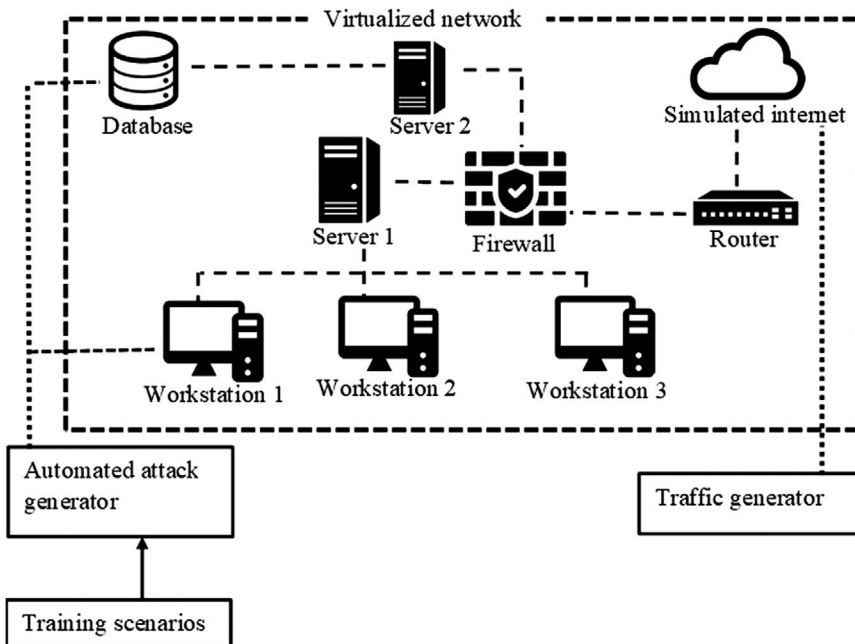 Virtualized network
Database
Server 2
Simulated internet
Server 1
Firewall
Router
Workstation 1
Workstation 2
Workstation 3
Automated attack
generator
Traffic generator
Training scenarios